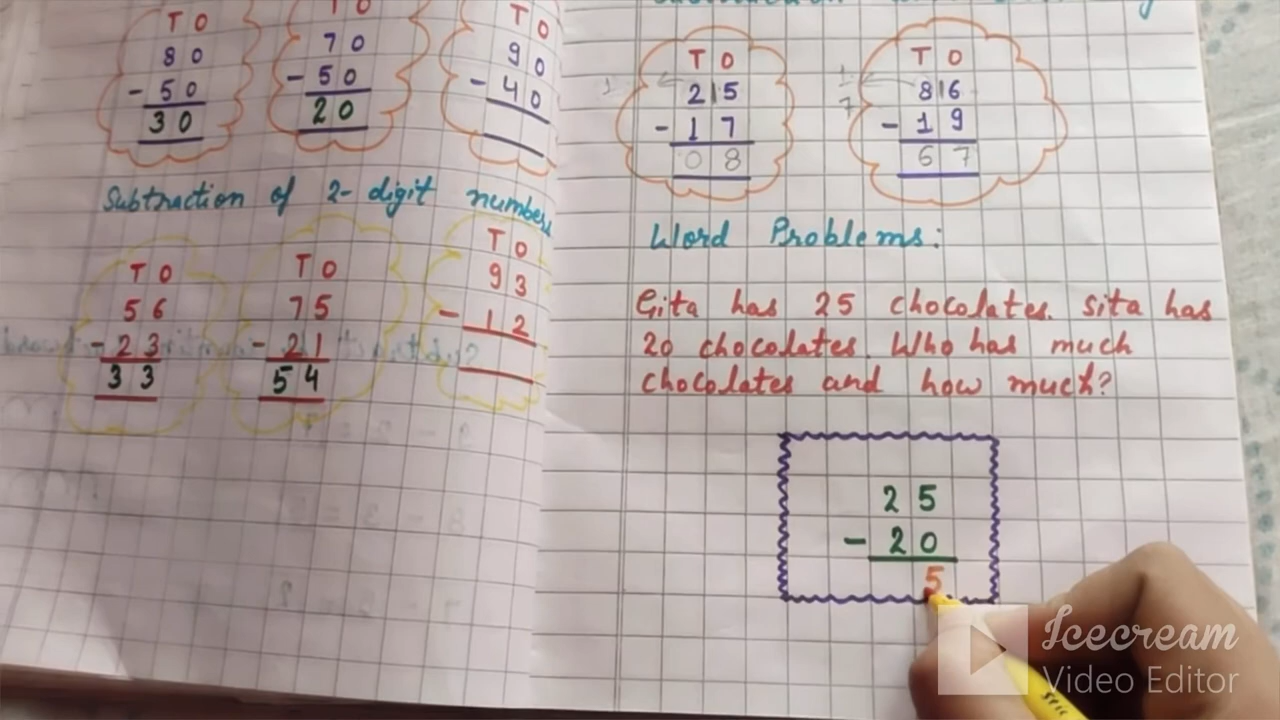 T O
8 0
- 5 0
3 0
T O
7 0
- 5 0
2 0
T O
9 0
- 4 0
Subtraction of 2- digit numbers
T O
5 6
- 2 3
3 3
T O
7 5
- 2 1
5 4
T O
9 3
- 1 2
T O
2 15
- 1 7
0 8
T O
8 16
- 1 9
6 7
1
7
Word Problems:
Gita has 25 chocolates. Sita has
20 chocolates. Who has much
chocolates and how much?
2 5
- 2 0
5
Icecream
Video Editor